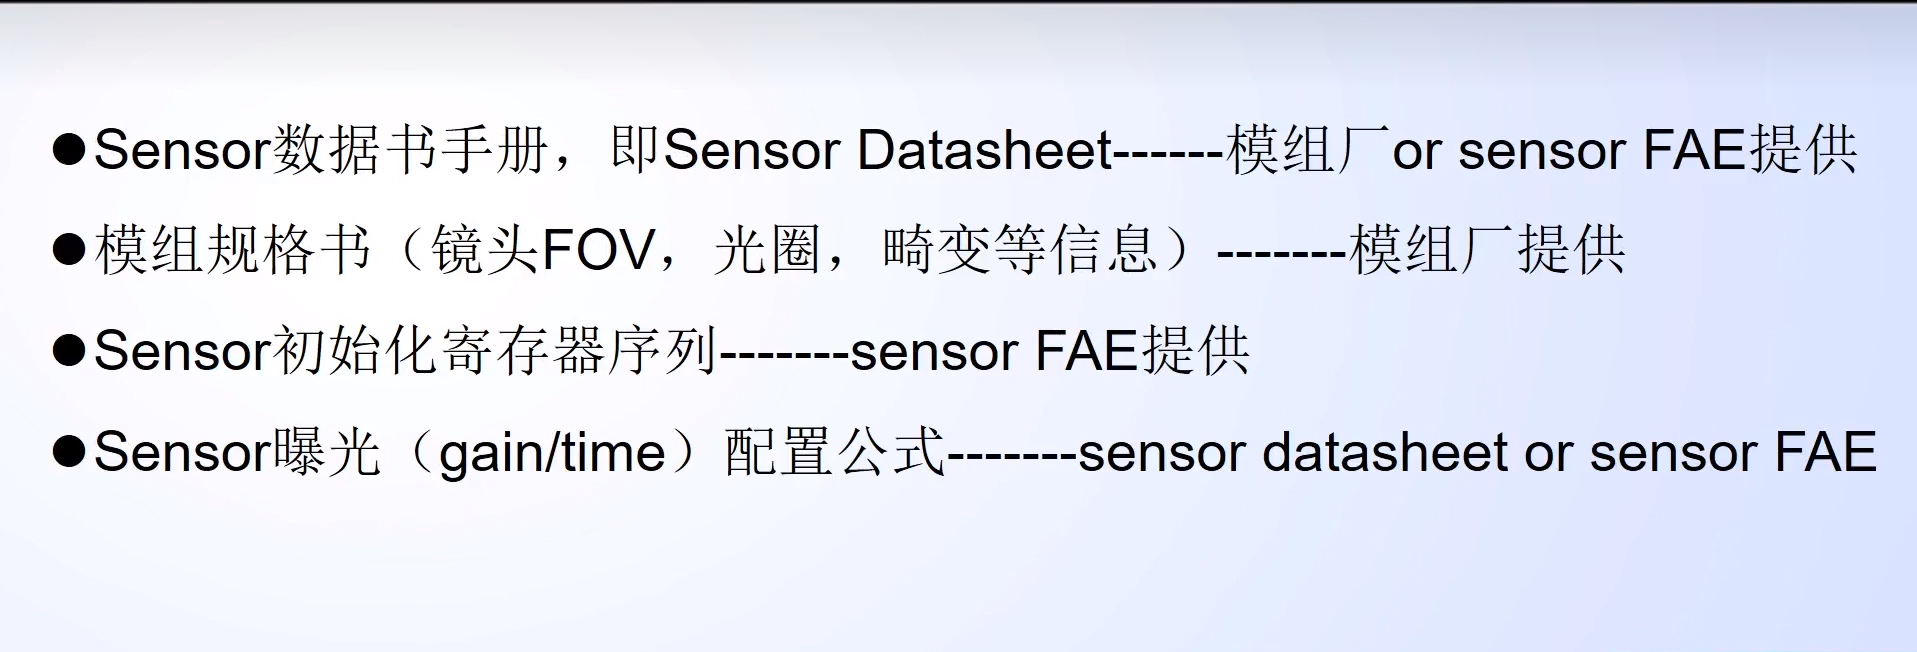 ●Sensor数据书手册，即Sensor Datasheet------模组厂or sensor FAE提供
●模组规格书（镜头FOV，光圈，畸变等信息）-------模组厂提供
●Sensor初始化寄存器序列-------sensor FAE提供
●Sensor曝光（gain/time）配置公式-------sensor datasheet or sensor FAE